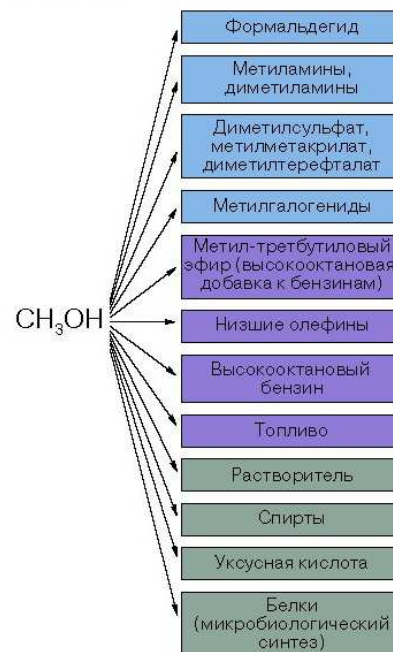 Формальдегид
Метиламины,
диметиламины
Диметилсульфат,
метилметакрилат,
диметилтерефталат
Метилгалогениды
Метил-третбутиловый
эфир (высокооктановая
добавка к бензинам)
CH₃OH
Низшие олефины
Высокооктановый
бензин
Топливо
Растворитель
Спирты
Уксусная кислота
Белки
(микробиологический
синтез)